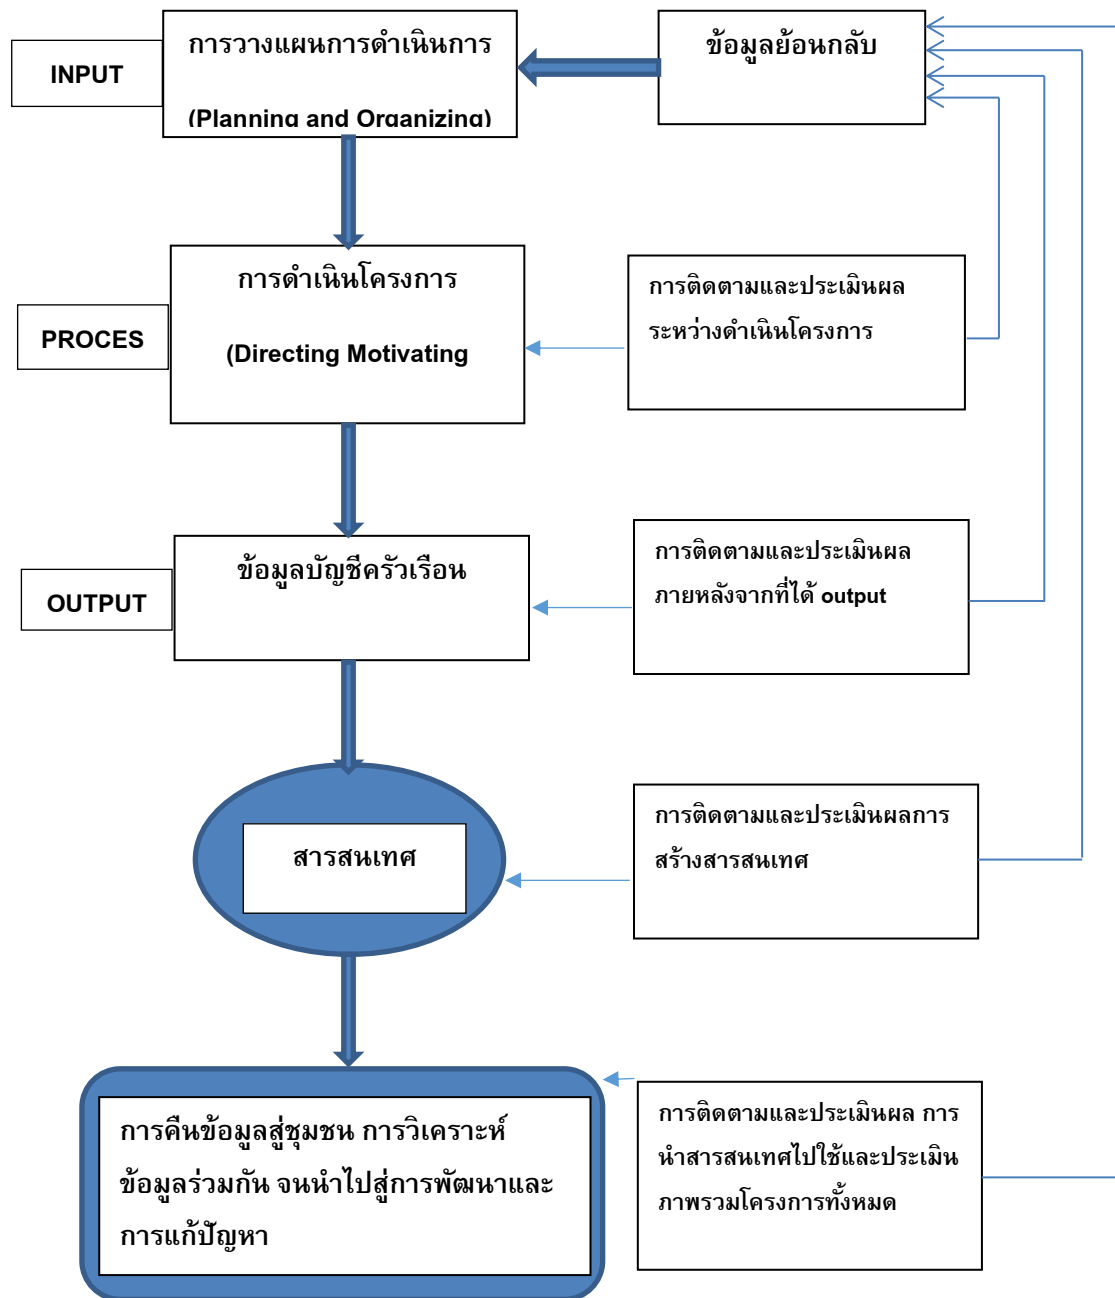 INPUT
การวางแผนการดำเนินการ
(Planning and Organizing)
ข้อมูลย้อนกลับ
PROCES
การดำเนินโครงการ
(Directing Motivating
การติดตามและประเมินผล
ระหว่างดำเนินโครงการ
OUTPUT
ข้อมูลบัญชีครัวเรือน
การติดตามและประเมินผล
ภายหลังจากที่ได้ output
สารสนเทศ
การติดตามและประเมินผลการ
สร้างสารสนเทศ
การคืนข้อมูลสู่ชุมชน การวิเคราะห์
ข้อมูลร่วมกัน จนนำไปสู่การพัฒนาและ
การแก้ปัญหา
การติดตามและประเมินผล การ
นำสารสนเทศไปใช้และประเมิน
ภาพรวมโครงการทั้งหมด